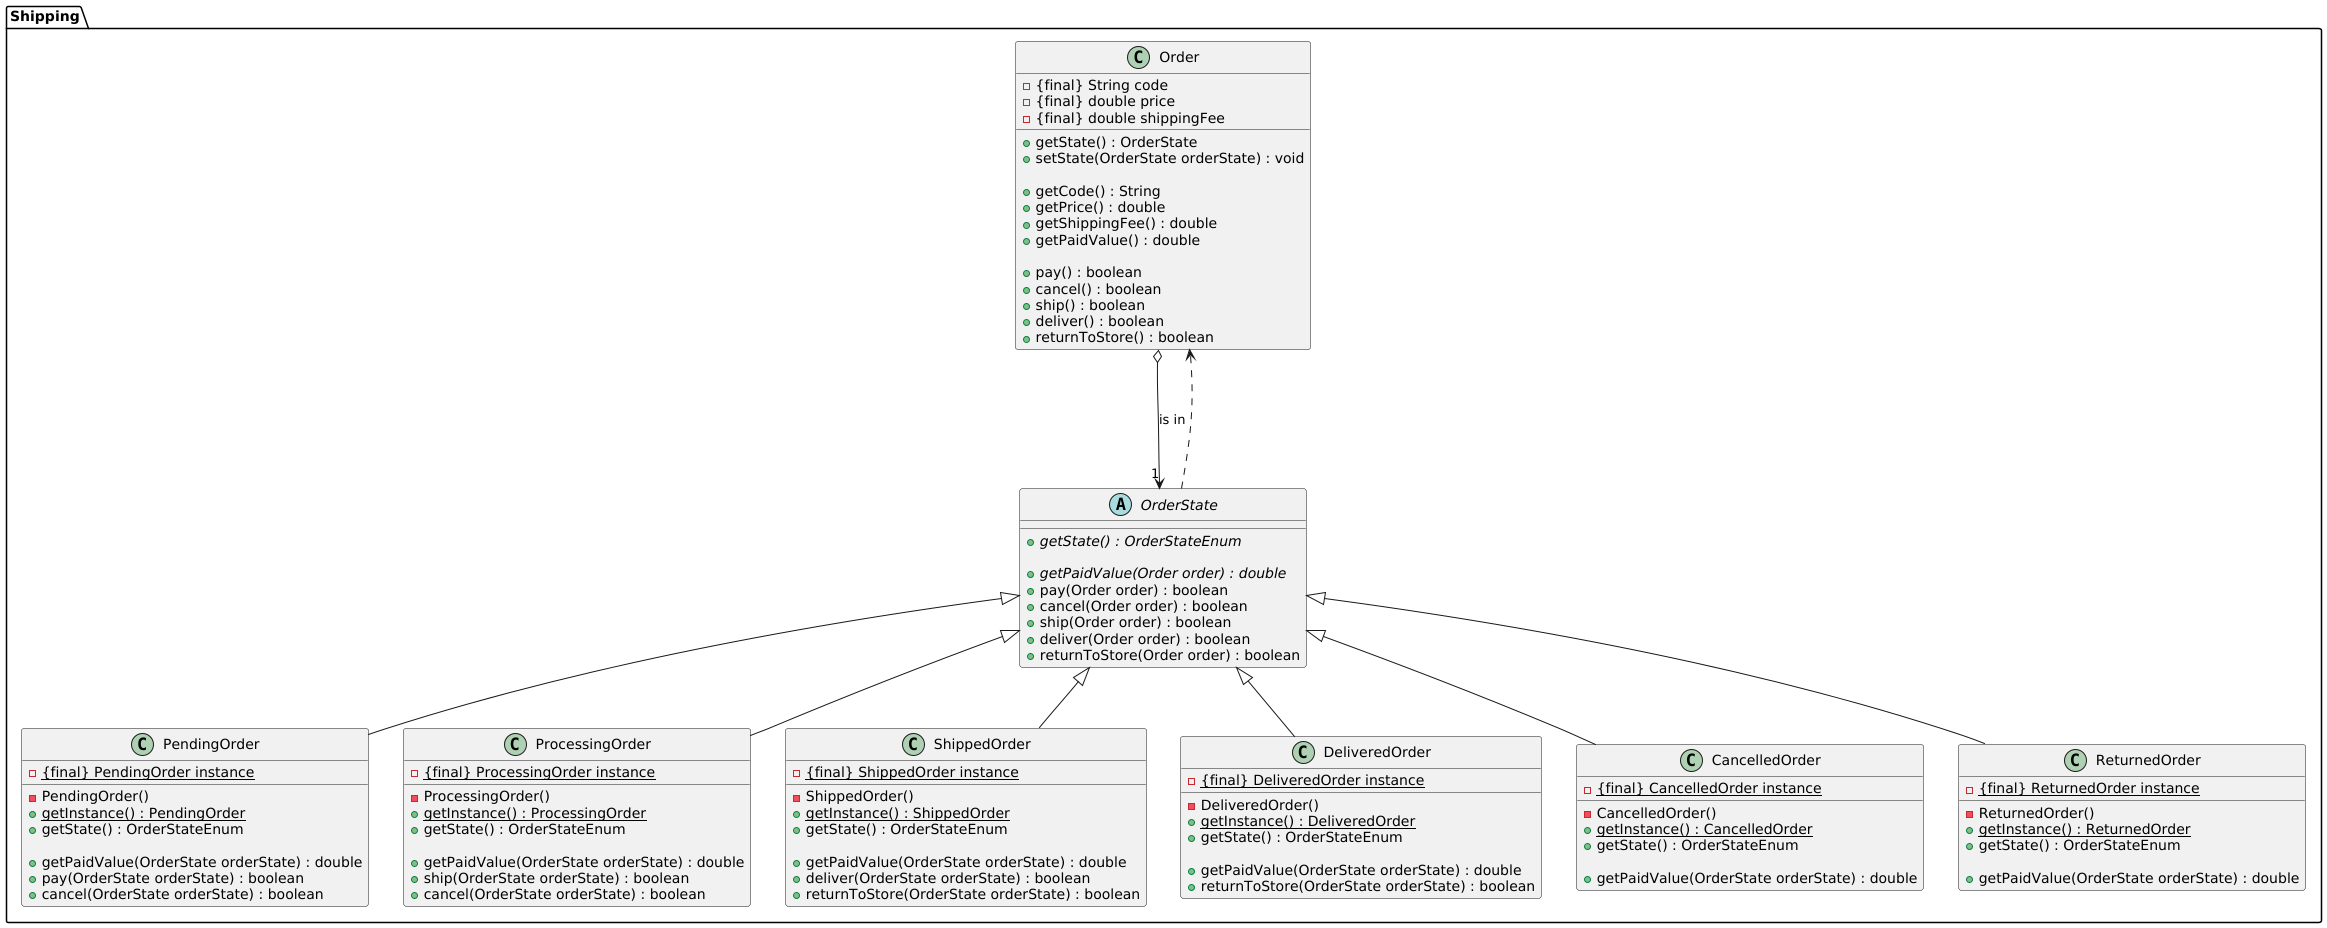 Shipping
C Order
{final} String code
{final} double price
{final} double shippingFee
getState() : OrderState
setState(OrderState orderState) : void
getCode() : String
getPrice() : double
getShippingFee() : double
getPaidValue() : double
pay() : boolean
cancel() : boolean
ship() : boolean
deliver() : boolean
returnToStore() : boolean
is in
1
A OrderState
getState() : OrderStateEnum
getPaidValue(Order order) : double
pay(Order order) : boolean
cancel(Order order) : boolean
ship(Order order) : boolean
deliver(Order order) : boolean
returnToStore(Order order) : boolean
C PendingOrder
{final} PendingOrder instance
PendingOrder()
getInstance() : PendingOrder
getState() : OrderStateEnum
getPaidValue(OrderState orderState) : double
pay(OrderState orderState) : boolean
cancel(OrderState orderState) : boolean
C ProcessingOrder
{final} ProcessingOrder instance
ProcessingOrder()
getInstance() : ProcessingOrder
getState() : OrderStateEnum
getPaidValue(OrderState orderState) : double
ship(OrderState orderState) : boolean
cancel(OrderState orderState) : boolean
C ShippedOrder
{final} ShippedOrder instance
ShippedOrder()
getInstance() : ShippedOrder
getState() : OrderStateEnum
getPaidValue(OrderState orderState) : double
deliver(OrderState orderState) : boolean
returnToStore(OrderState orderState) : boolean
C DeliveredOrder
{final} DeliveredOrder instance
DeliveredOrder()
getInstance() : DeliveredOrder
getState() : OrderStateEnum
getPaidValue(OrderState orderState) : double
returnToStore(OrderState orderState) : boolean
C CancelledOrder
{final} CancelledOrder instance
CancelledOrder()
getInstance() : CancelledOrder
getState() : OrderStateEnum
getPaidValue(OrderState orderState) : double
C ReturnedOrder
{final} ReturnedOrder instance
ReturnedOrder()
getInstance() : ReturnedOrder
getState() : OrderStateEnum
getPaidValue(OrderState orderState) : double